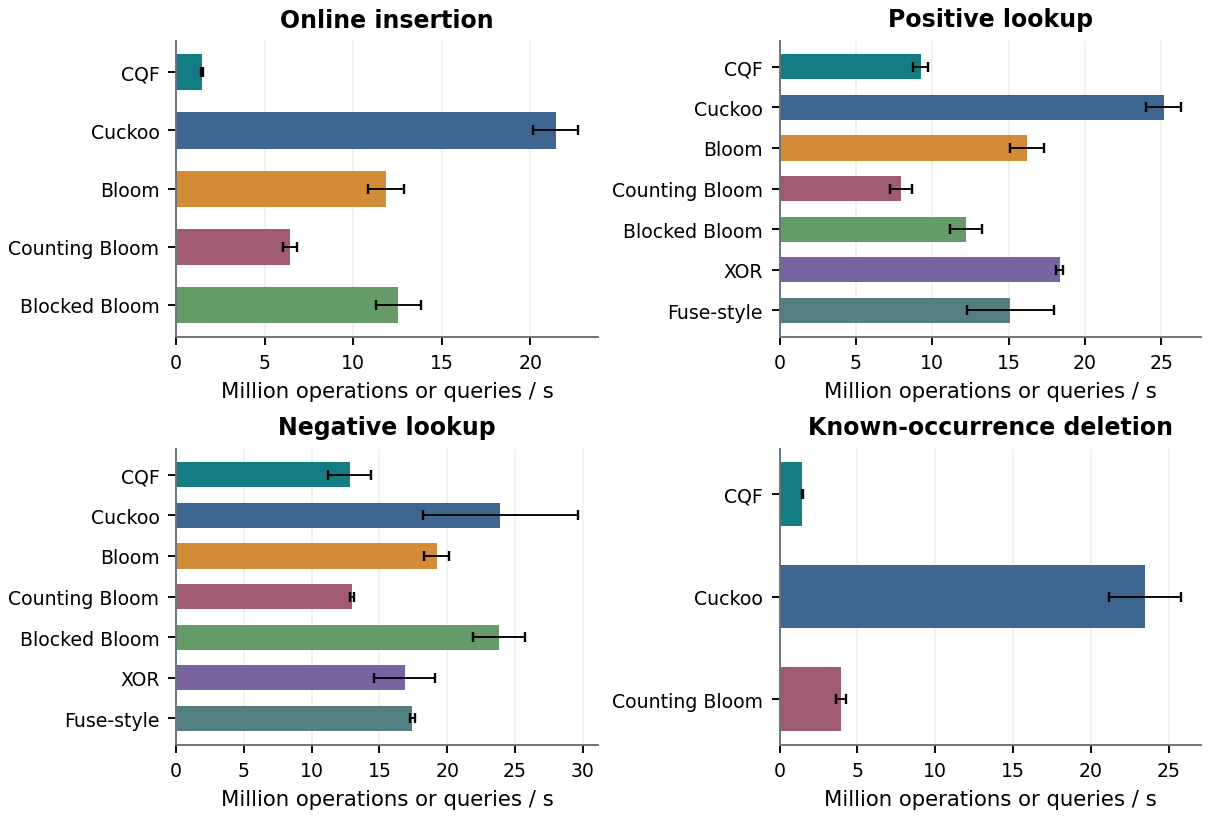 Online insertion
CQF
Cuckoo
Bloom
Counting Bloom
Blocked Bloom
0 5 10 15 20
Million operations or queries / s
Positive lookup
CQF
Cuckoo
Bloom
Counting Bloom
Blocked Bloom
XOR
Fuse-style
0 5 10 15 20 25
Million operations or queries / s
Negative lookup
CQF
Cuckoo
Bloom
Counting Bloom
Blocked Bloom
XOR
Fuse-style
0 5 10 15 20 25 30
Million operations or queries / s
Known-occurrence deletion
CQF
Cuckoo
Counting Bloom
0 5 10 15 20 25
Million operations or queries / s